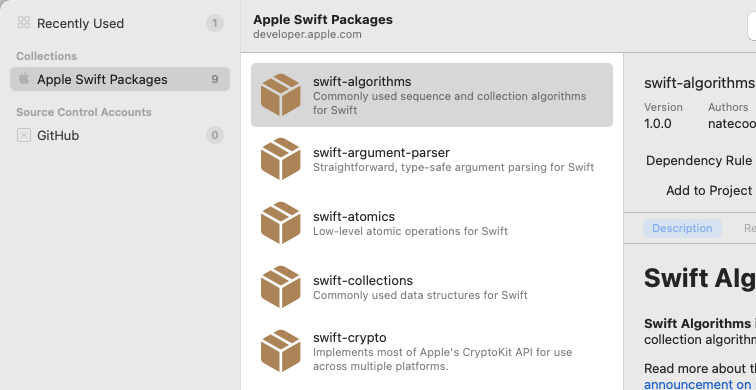 Recently Used 1
Collections
Apple Swift Packages 9
Source Control Accounts
GitHub 0
Apple Swift Packages
developer.apple.com
swift-algorithms
Commonly used sequence and collection algorithms
for Swift
swift-argument-parser
Straightforward, type-safe argument parsing for Swift
swift-atomics
Low-level atomic operations for Swift
swift-collections
Commonly used data structures for Swift
swift-crypto
Implements most of Apple's CryptoKit API for use
across multiple platforms.
swift-algorithms
Version Authors
1.0.0 natecoo
Dependency Rule
Add to Project
Description Re
Swift Alg
Swift Algorithms i
collection algorithm
Read more about th
announcement on